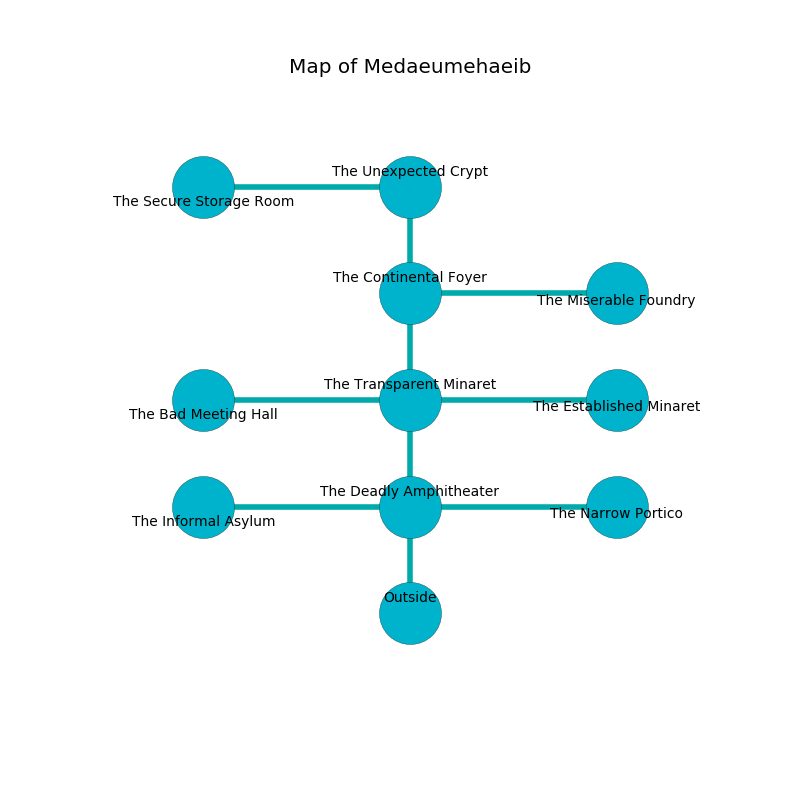 Map of Medaeumehaeib
The Unexpected Crypt
The Secure Storage Room
The Continental Foyer
The Miserable Foundry
The Transparent Minaret
The Bad Meeting Hall
The Established Minaret
The Deadly Amphitheater
The Informal Asylum
The Narrow Portico
Outside